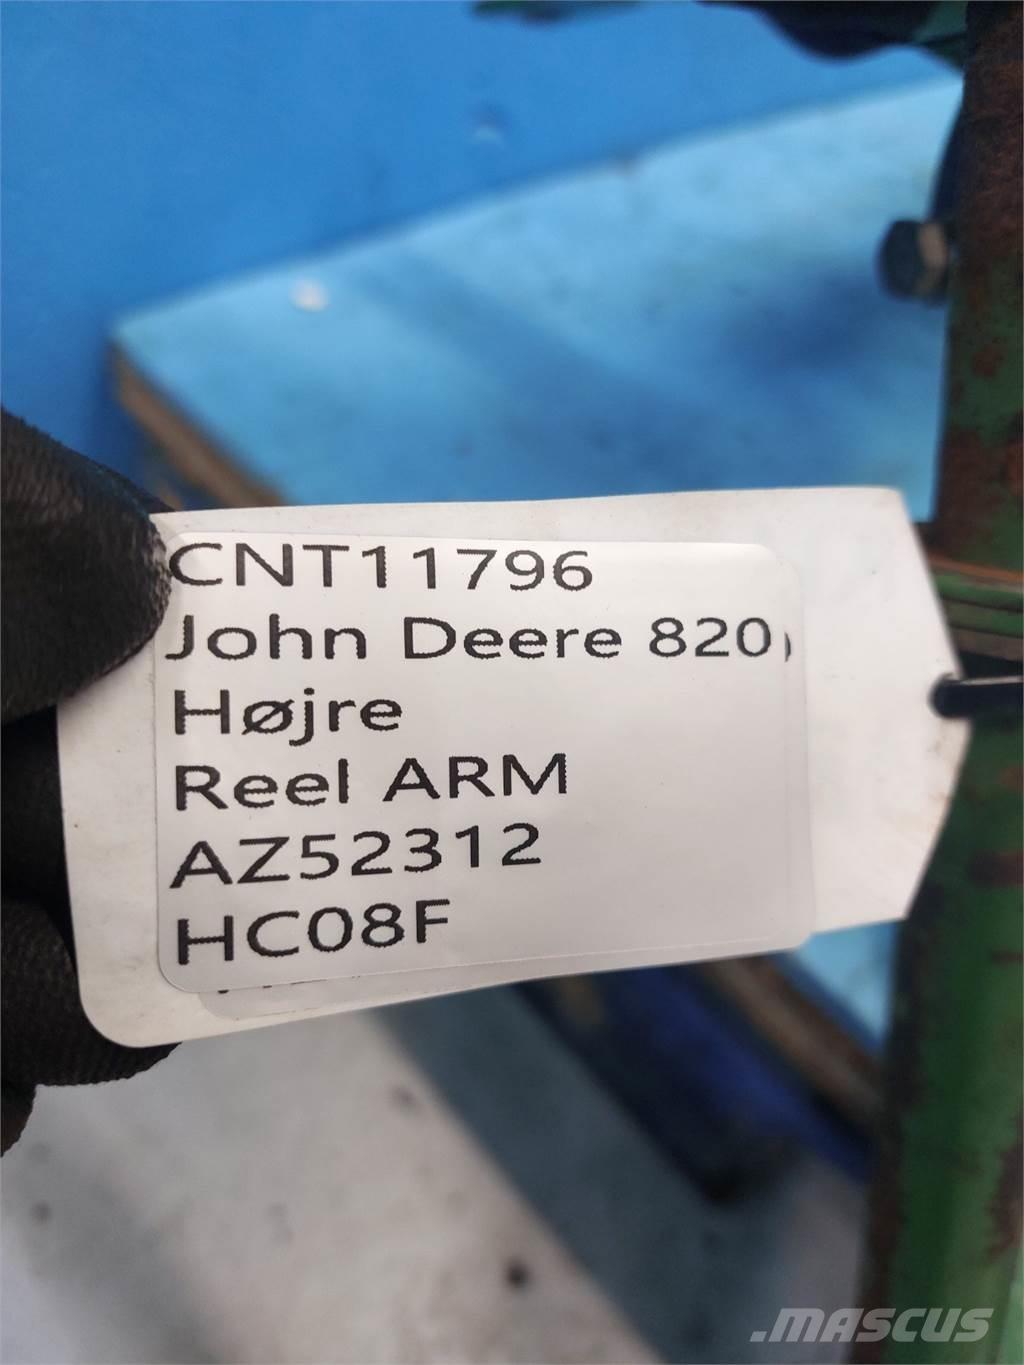 CNT11796
John Deere 820
Højre
Reel ARM
AZ52312
HC08F
.MASCUS